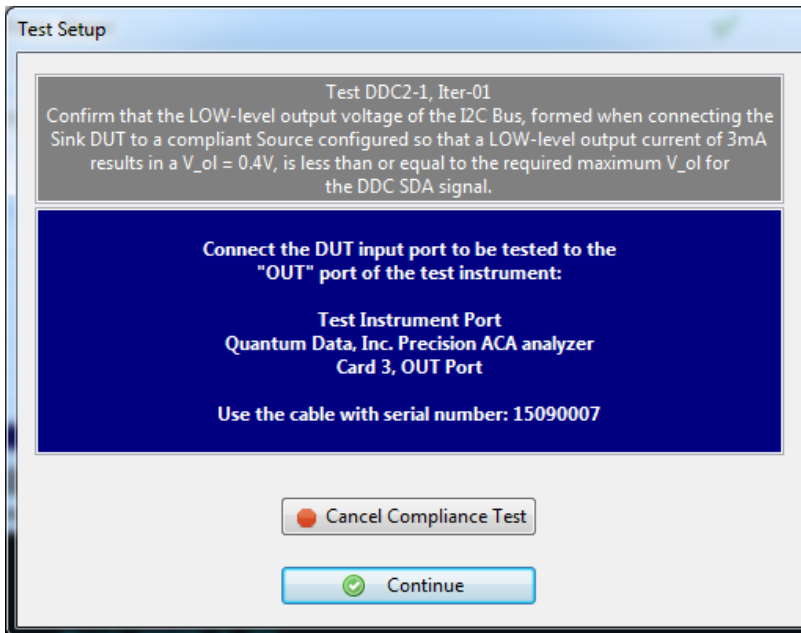 Test Setup
Test DDC2-1, Iter-01
Confirm that the LOW-level output voltage of the I2C Bus, formed when connecting the
Sink DUT to a compliant Source configured so that a LOW-level output current of 3mA
results in a V_ol = 0.4V, is less than or equal to the required maximum V_ol for
the DDC SDA signal.
Connect the DUT input port to be tested to the
"OUT" port of the test instrument:
Test Instrument Port
Quantum Data, Inc. Precision ACA analyzer
Card 3, OUT Port
Use the cable with serial number: 15090007
Cancel Compliance Test
Continue